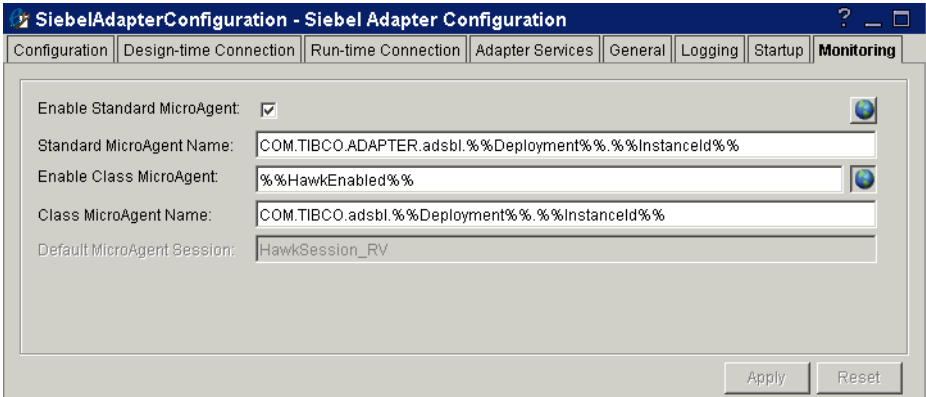 SiebelAdapterConfiguration - Siebel Adapter Configuration ?
Configuration Design-time Connection Run-time Connection Adapter Services General Logging Startup Monitoring
Enable Standard MicroAgent:
Standard MicroAgent Name: COM.TIBCO.ADAPTER.adsbl.%%Deployment%%.%%InstanceId%%
Enable Class MicroAgent: %%HawkEnabled%%
Class MicroAgent Name: COM.TIBCO.adsbl.%%Deployment%%.%%InstanceId%%
Default MicroAgent Session: HawkSession_RV
Apply Reset